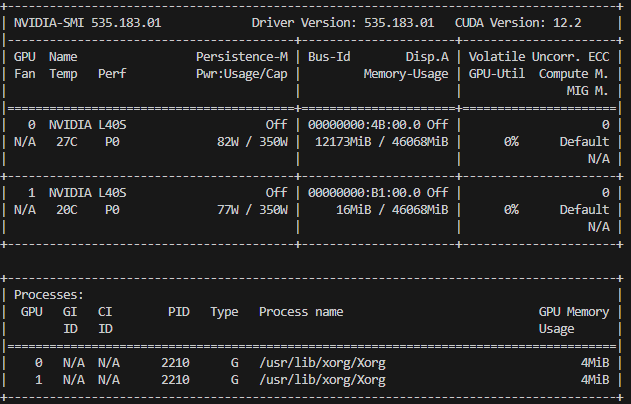 +---------------------------------------------------------------------------------------+
| NVIDIA-SMI 535.183.01             Driver Version: 535.183.01   CUDA Version: 12.2     |
|-----------------------------------------+----------------------+----------------------+
| GPU  Name                 Persistence-M | Bus-Id        Disp.A | Volatile Uncorr. ECC |
| Fan  Temp   Perf          Pwr:Usage/Cap |         Memory-Usage | GPU-Util  Compute M. |
|                                         |                      |               MIG M. |
|=========================================+======================+======================|
|   0  NVIDIA L40S                    Off | 00000000:4B:00.0 Off |                    0 |
| N/A   27C    P0              82W / 350W |  12173MiB / 46068MiB |      0%      Default |
|                                         |                      |                  N/A |
+-----------------------------------------+----------------------+----------------------+
|   1  NVIDIA L40S                    Off | 00000000:B1:00.0 Off |                    0 |
| N/A   20C    P0              77W / 350W |     16MiB / 46068MiB |      0%      Default |
|                                         |                      |                  N/A |
+-----------------------------------------+----------------------+----------------------+

+---------------------------------------------------------------------------------------+
| Processes:                                                                            |
|  GPU   GI   CI        PID   Type   Process name                            GPU Memory |
|        ID   ID                                                             Usage      |
|=======================================================================================|
|    0   N/A  N/A      2210      G   /usr/lib/xorg/Xorg                            4MiB |
|    1   N/A  N/A      2210      G   /usr/lib/xorg/Xorg                            4MiB |
+---------------------------------------------------------------------------------------+